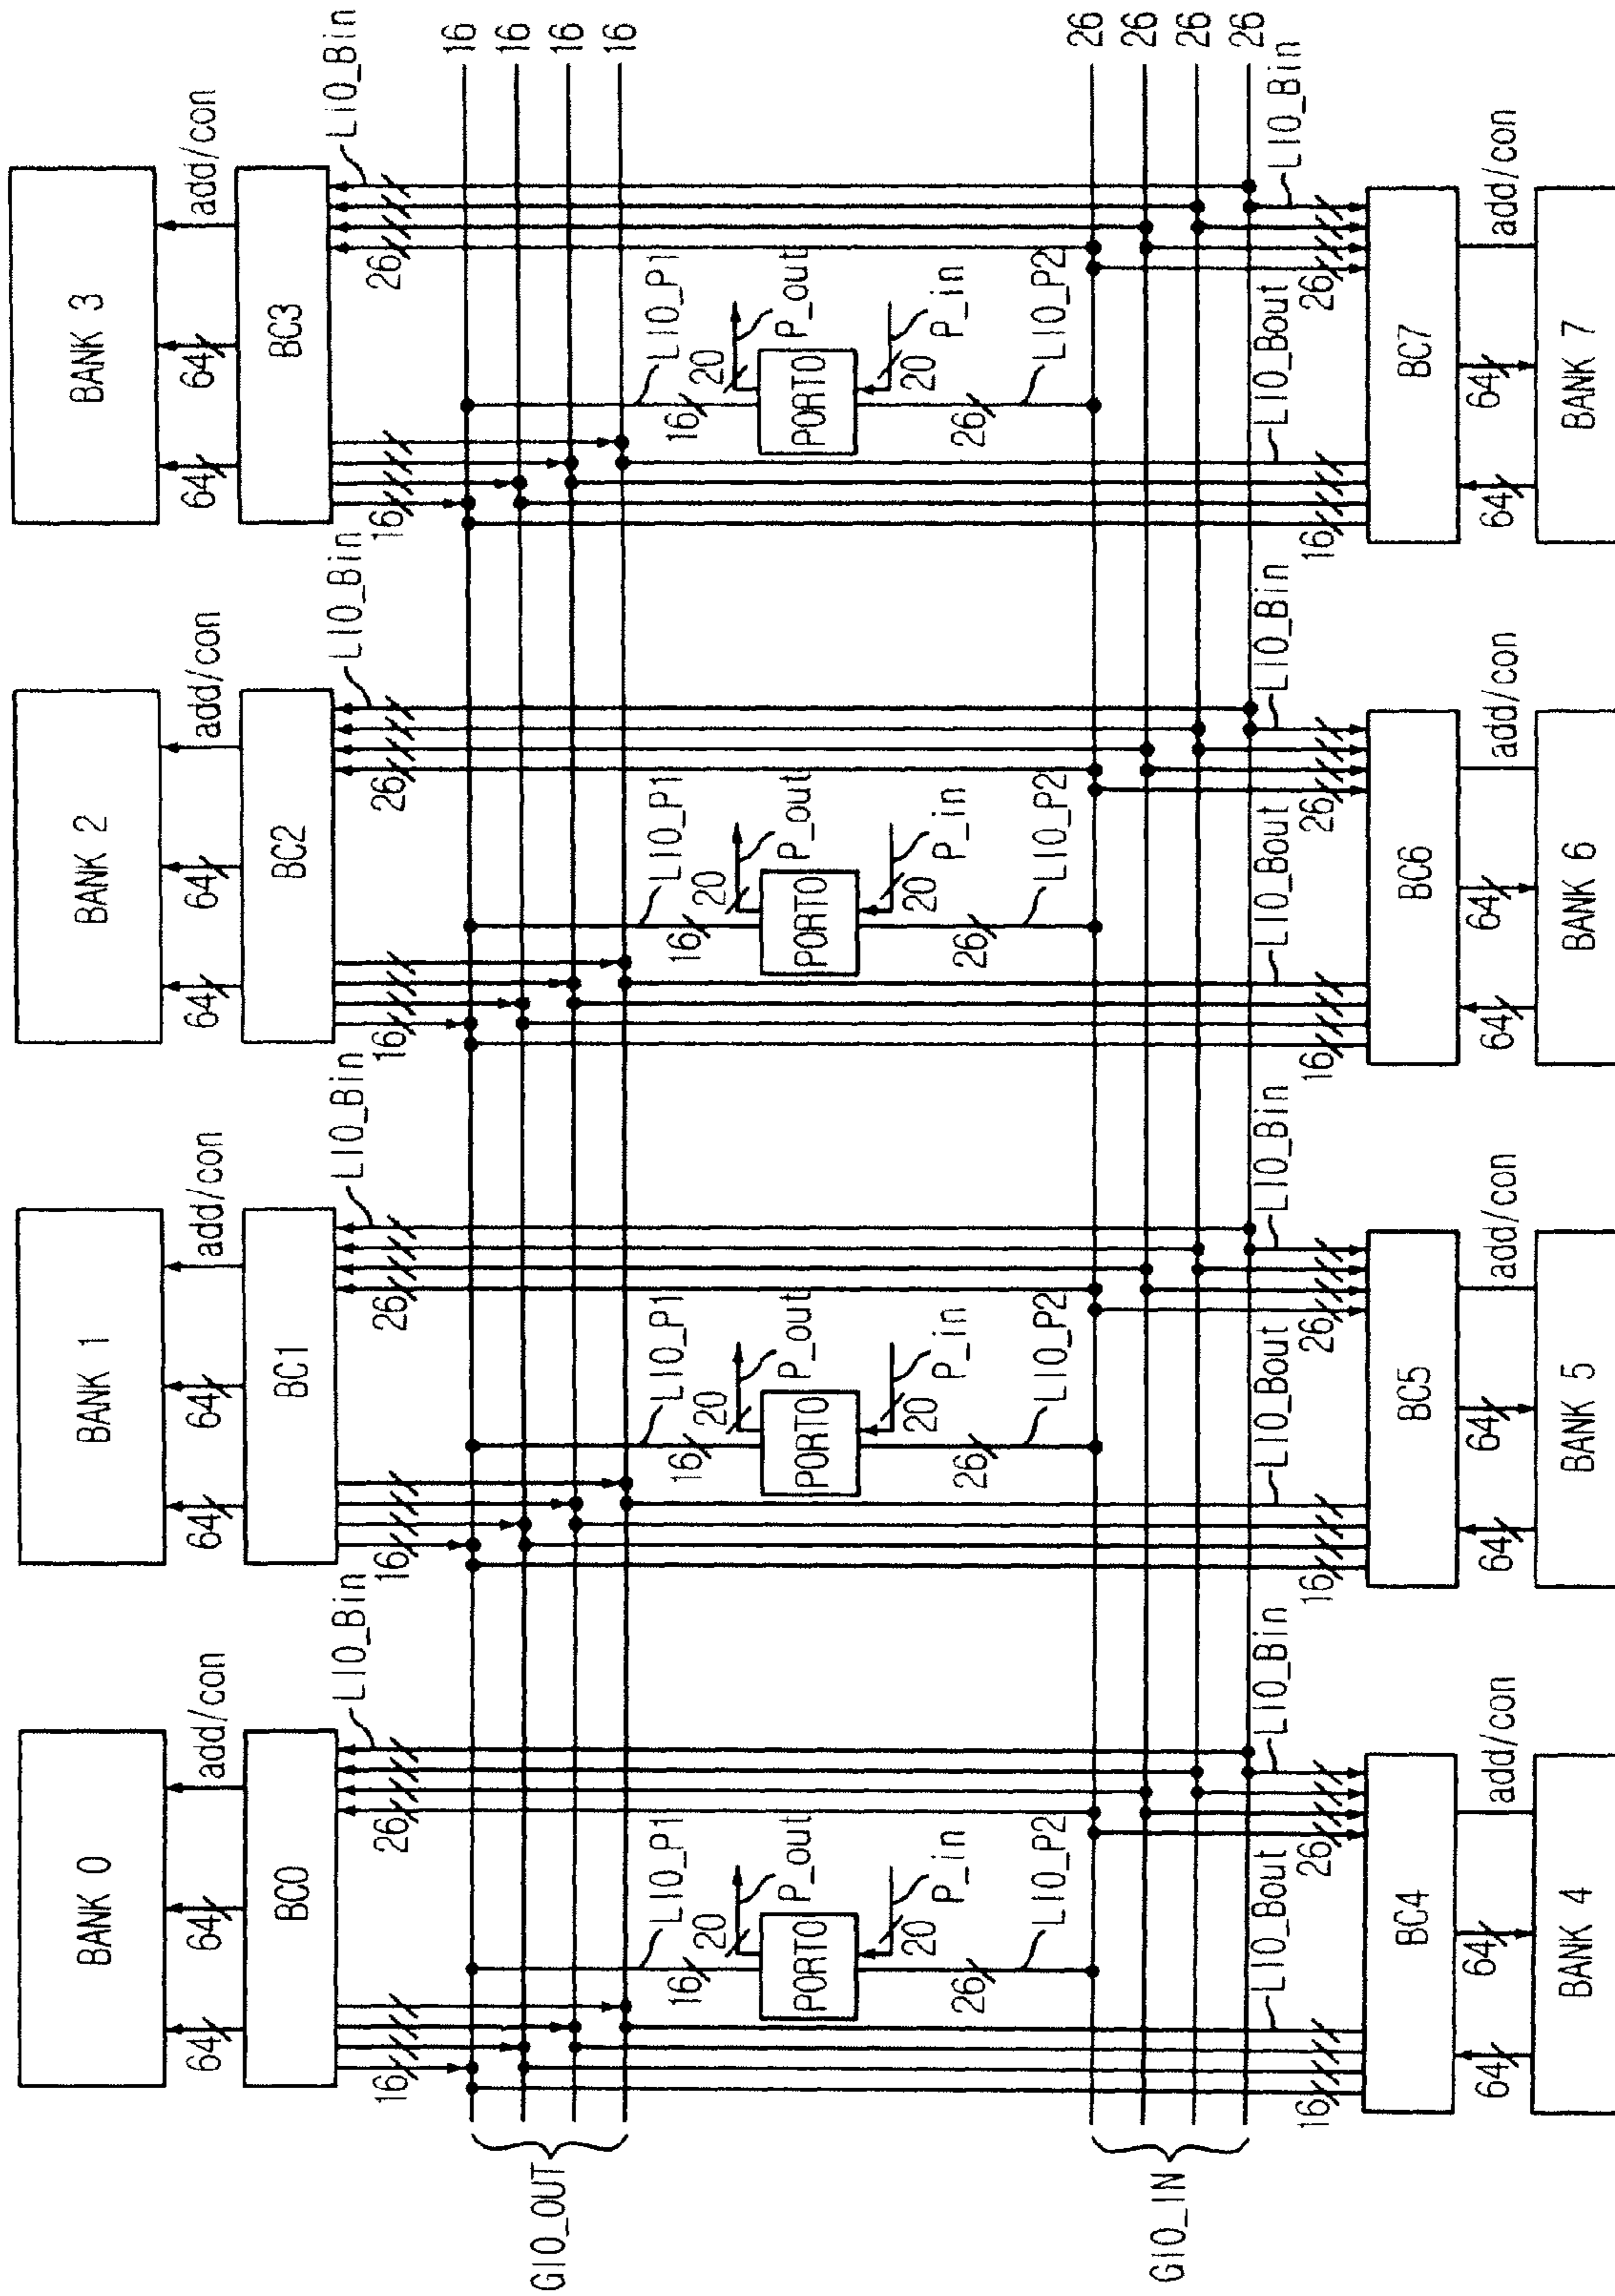 BANK 0 BANK 1 BANK 2 BANK 3
64 64 add/con 64 64 add/con 64 64 add/con 64 64 add/con
BC0 BC1 BC2 BC3
LIO_Bin LIO_Bin LIO_Bin LIO_Bin
16 26 16 26 16 26 16 26
GIO_OUT
16
16
16
16
LIO_P1 LIO_P1 LIO_P1 LIO_P1
16 20 16 20 16 20 16 20
P_out P_out P_out P_out
PORT0 PORT0 PORT0 PORT0
20 20 20 20
P_in P_in P_in P_in
26 LIO_P2 26 LIO_P2 26 LIO_P2 26 LIO_P2
GIO_IN
26
26
26
26
LIO_Bout LIO_Bin LIO_Bout LIO_Bin LIO_Bout LIO_Bin LIO_Bout LIO_Bin
16 26 16 26 16 26 16 26
BC4 BC5 BC6 BC7
64 64 add/con 64 64 add/con 64 64 add/con 64 64 add/con
BANK 4 BANK 5 BANK 6 BANK 7